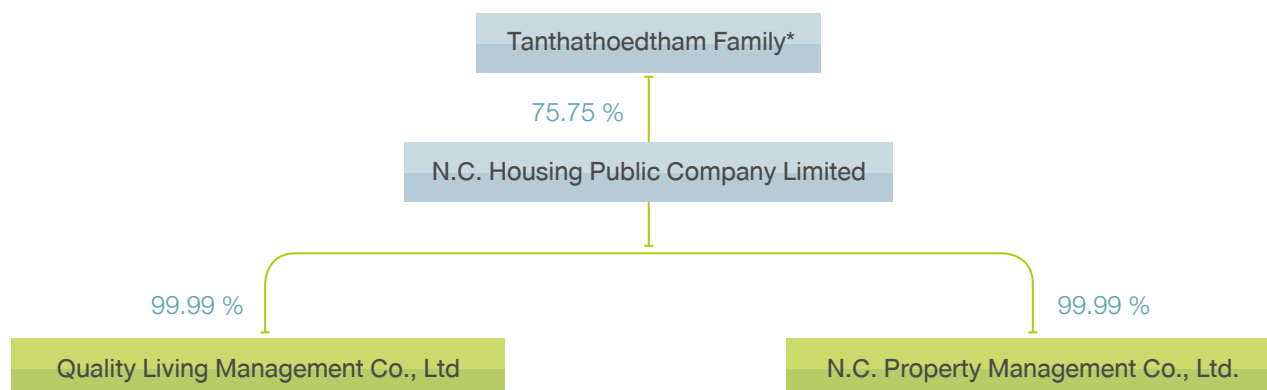 Tanthathoedtham Family*
75.75 %
N.C. Housing Public Company Limited
99.99 %
99.99 %
Quality Living Management Co., Ltd
N.C. Property Management Co., Ltd.